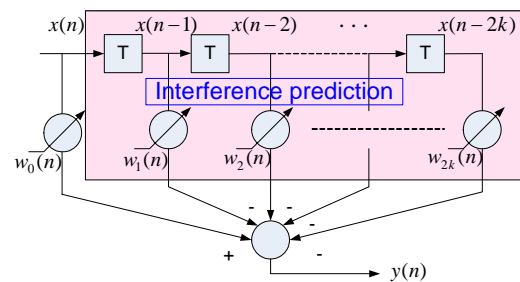 x(n) x(n−1) x(n−2) · · · x(n−2k)
T T T
Interference prediction
w₀(n) w₁(n) w₂(n) w₂ₖ(n)
- - -
+ -
y(n)